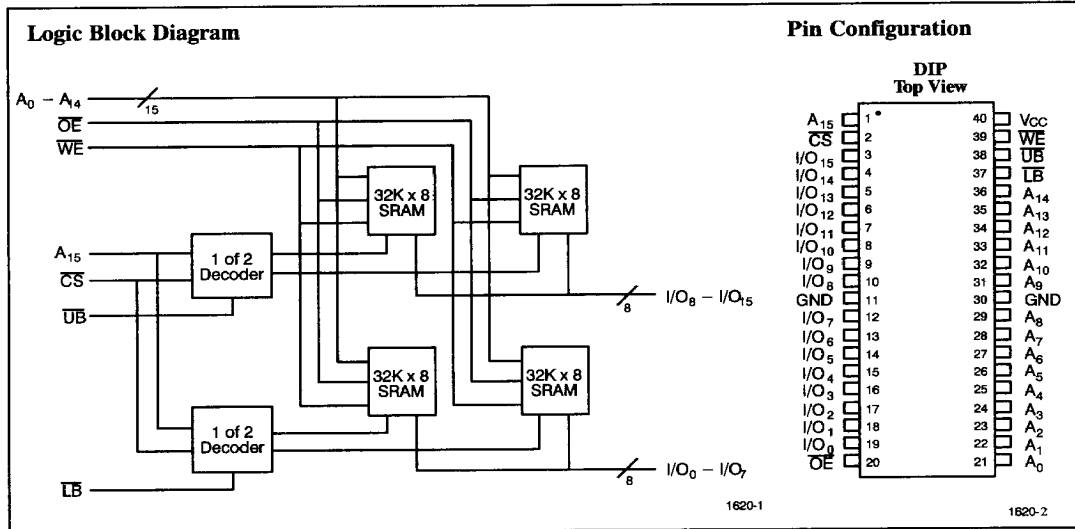 Logic Block Diagram
A0 – A14
15
OE
WE
32K x 8
SRAM
32K x 8
SRAM
A15
CS
UB
1 of 2
Decoder
8
I/O8 – I/O15
32K x 8
SRAM
32K x 8
SRAM
1 of 2
Decoder
LB
8
I/O0 – I/O7
1620-1
Pin Configuration
DIP
Top View
A15 1 40 VCC
CS 2 39 WE
I/O15 3 38 UB
I/O14 4 37 LB
I/O13 5 36 A14
I/O12 6 35 A13
I/O11 7 34 A12
I/O10 8 33 A11
I/O9 9 32 A10
I/O8 10 31 A9
GND 11 30 GND
I/O7 12 29 A8
I/O6 13 28 A7
I/O5 14 27 A6
I/O4 15 26 A5
I/O3 16 25 A4
I/O2 17 24 A3
I/O1 18 23 A2
I/O0 19 22 A1
OE 20 21 A0
1620-2